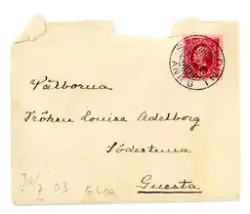 Välborna
Fröken Louise Adelborg
Södertuna
Gnesta
30/7 03